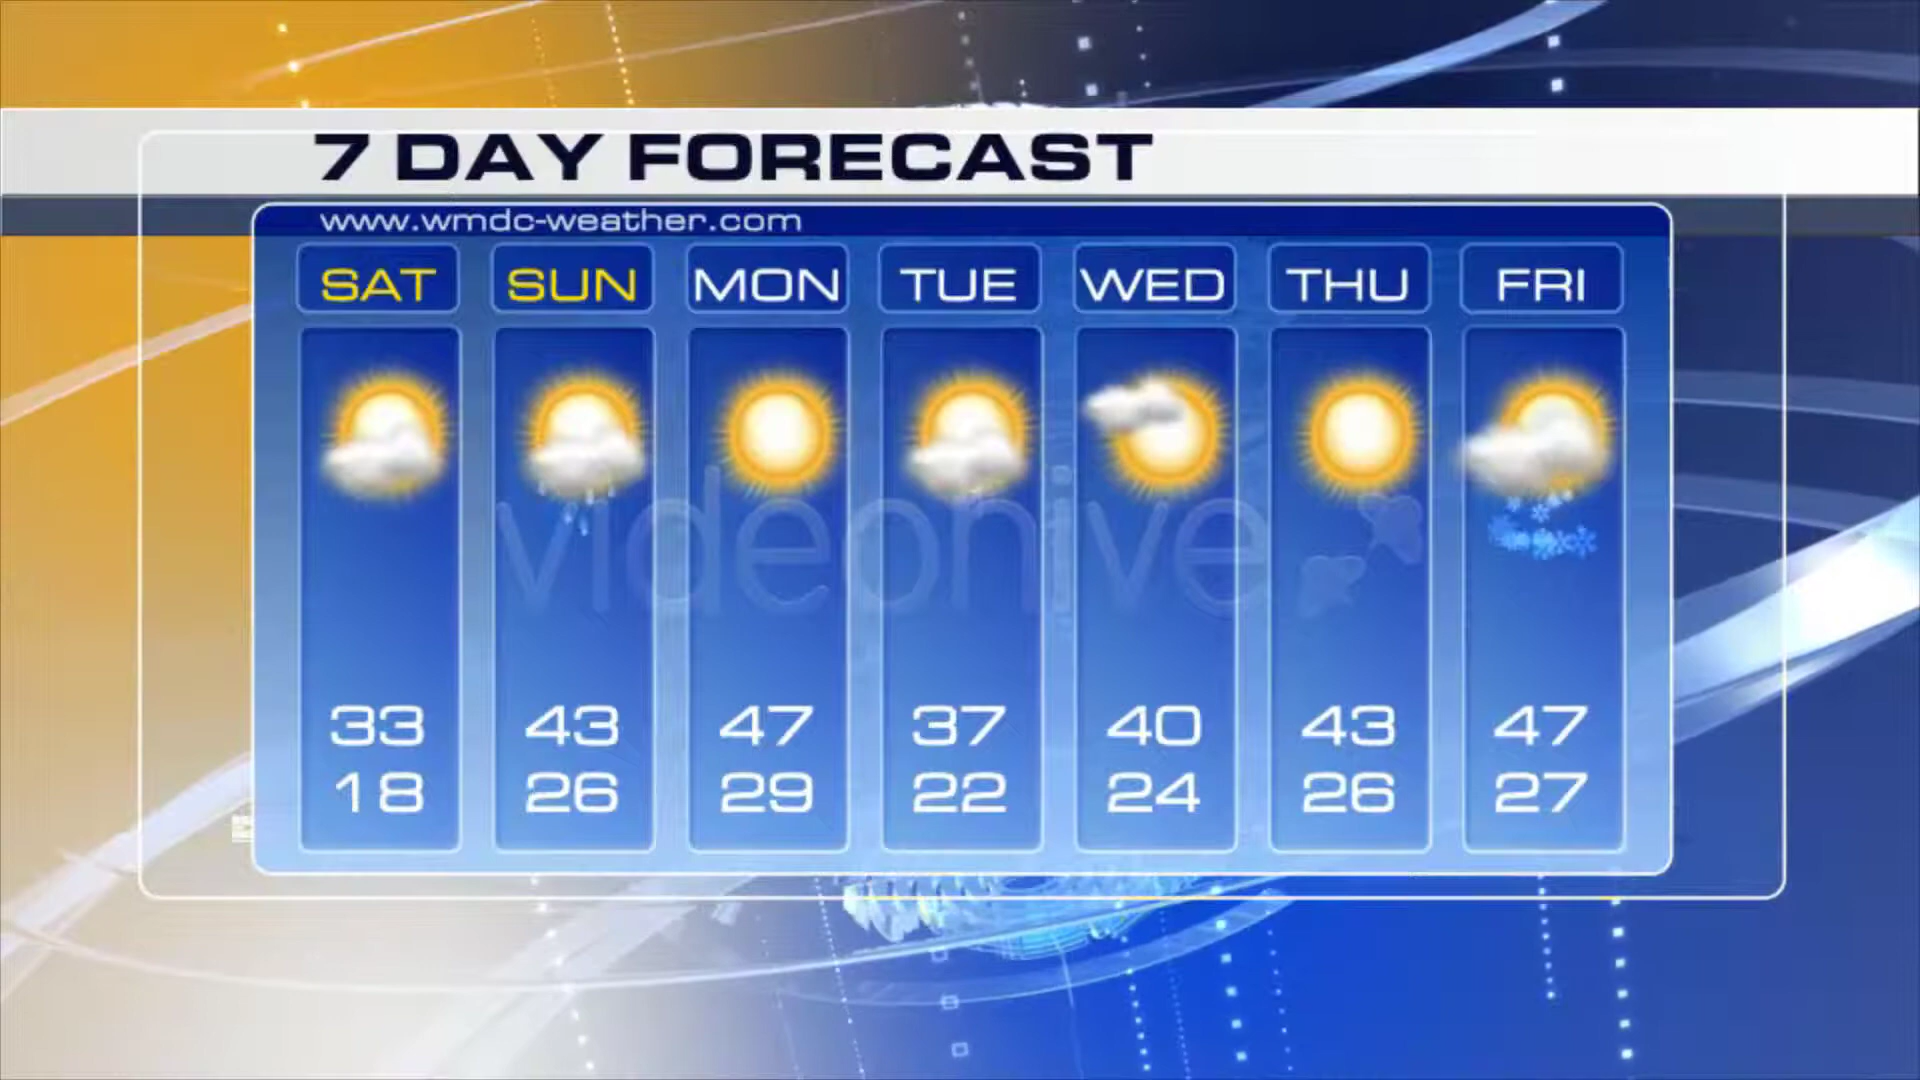 7 DAY FORECAST
www.wmdc-weather.com
SAT SUN MON TUE WED THU FRI
videohive
33 43 47 37 40 43 47
18 26 29 22 24 26 27